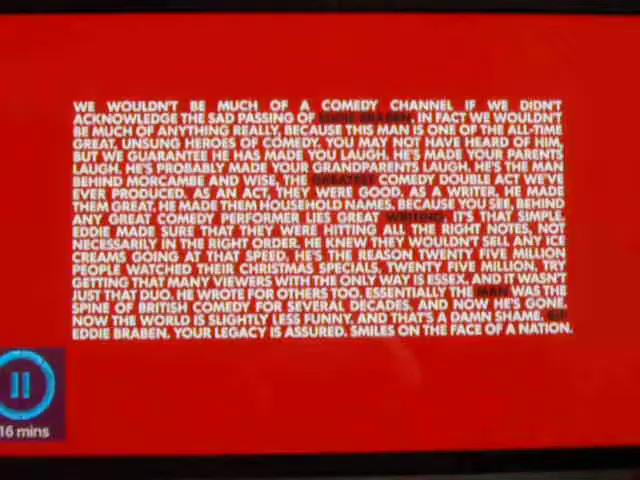 WE WOULDN'T BE MUCH OF A COMEDY CHANNEL IF WE DIDN'T
ACKNOWLEDGE THE SAD PASSING OF EDDIE BRABEN. IN FACT WE WOULDN'T
BE MUCH OF ANYTHING REALLY, BECAUSE THIS MAN IS ONE OF THE ALL-TIME
GREAT, UNSUNG HEROES OF COMEDY. YOU MAY NOT HAVE HEARD OF HIM,
BUT WE GUARANTEE HE HAS MADE YOU LAUGH. HE'S MADE YOUR PARENTS
LAUGH. HE'S PROBABLY MADE YOUR GRANDPARENTS LAUGH. HE'S THE MAN
BEHIND MORCAMBE AND WISE, THE GREATEST COMEDY DOUBLE ACT WE'VE
EVER PRODUCED. AS AN ACT, THEY WERE GOOD. AS A WRITER, HE MADE
THEM GREAT. HE MADE THEM HOUSEHOLD NAMES. BECAUSE YOU SEE, BEHIND
ANY GREAT COMEDY PERFORMER LIES GREAT WRITING. IT'S THAT SIMPLE.
EDDIE MADE SURE THAT THEY WERE HITTING ALL THE RIGHT NOTES, NOT
NECESSARILY IN THE RIGHT ORDER. HE KNEW THEY WOULDN'T SELL ANY ICE
CREAMS GOING AT THAT SPEED. HE'S THE REASON TWENTY FIVE MILLION
PEOPLE WATCHED THEIR CHRISTMAS SPECIALS. TWENTY FIVE MILLION. TRY
GETTING THAT MANY VIEWERS WITH THE ONLY WAY IS ESSEX. AND IT WASN'T
JUST THAT DUO. HE WROTE FOR OTHERS TOO. ESSENTIALLY THE MAN WAS THE
SPINE OF BRITISH COMEDY FOR SEVERAL DECADES. AND NOW HE'S GONE.
NOW THE WORLD IS SLIGHTLY LESS FUNNY. AND THAT'S A DAMN SHAME.
EDDIE BRABEN. YOUR LEGACY IS ASSURED. SMILES ON THE FACE OF A NATION.
16 mins